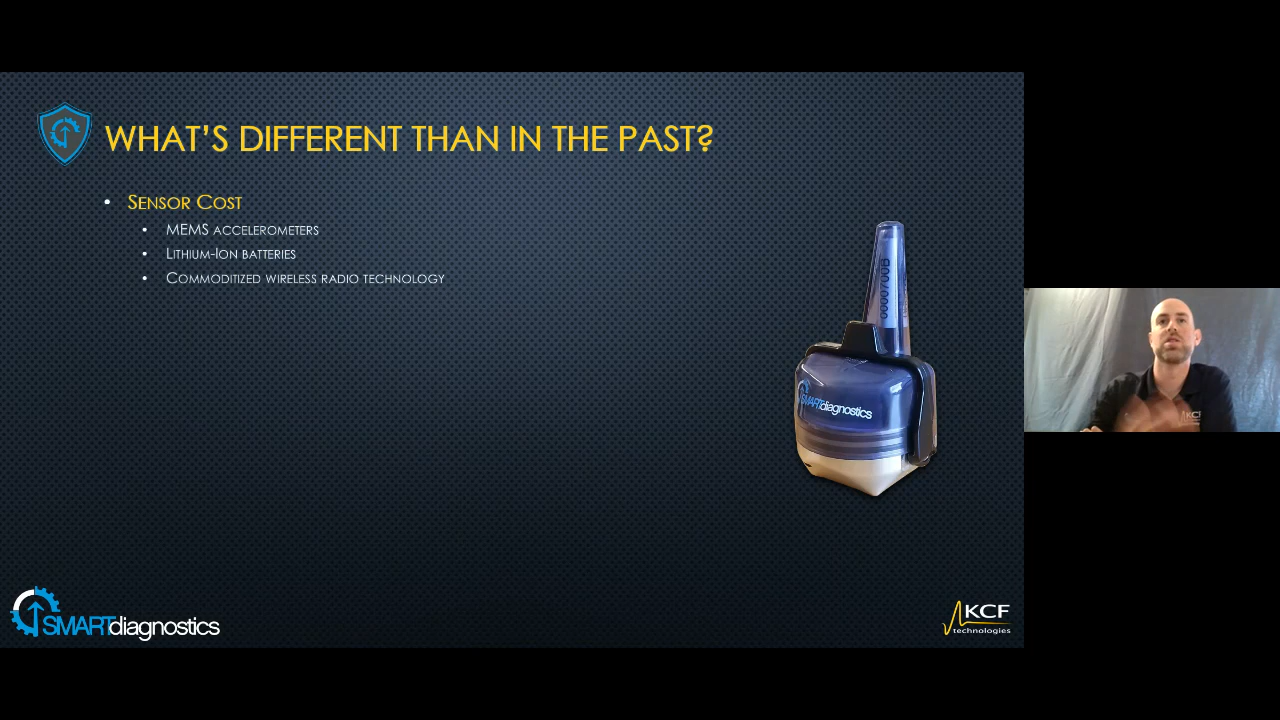 WHAT'S DIFFERENT THAN IN THE PAST?
• SENSOR COST
• MEMS ACCELEROMETERS
• LITHIUM-ION BATTERIES
• COMMODITIZED WIRELESS RADIO TECHNOLOGY
SMARTdiagnostics
SMARTdiagnostics
KCF
technologies
KCF